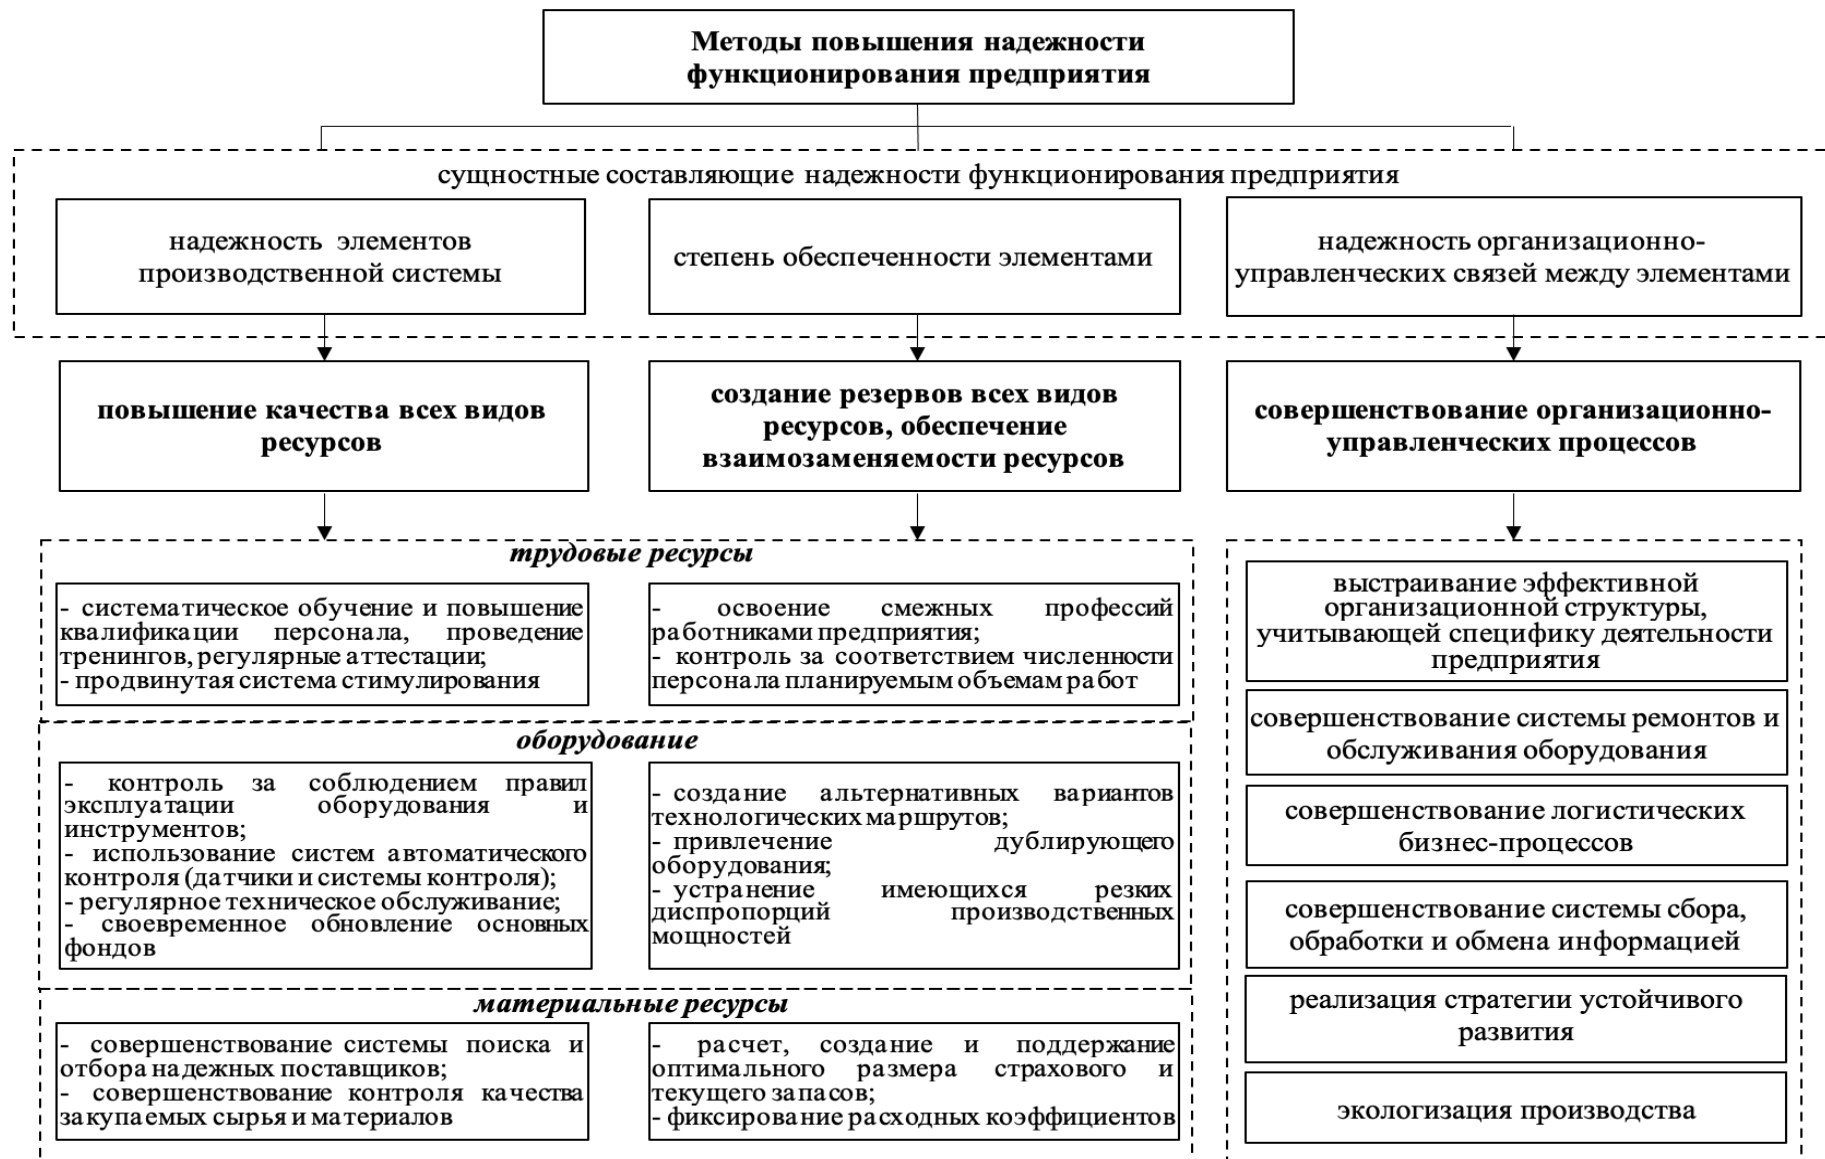 Методы повышения надежности
функционирования предприятия
сущностные составляющие надежности функционирования предприятия
надежность элементов
производственной системы
степень обеспеченности элементами
надежность организационно-
управленческих связей между элементами
повышение качества всех видов
ресурсов
создание резервов всех видов
ресурсов, обеспечение
взаимозаменяемости ресурсов
совершенствование организационно-
управленческих процессов
трудовые ресурсы
- систематическое обучение и повышение
квалификации персонала, проведение
тренингов, регулярные аттестации;
- продвинутая система стимулирования
- освоение смежных профессий
работниками предприятия;
- контроль за соответствием численности
персонала планируемым объемам работ
оборудование
- контроль за соблюдением правил
эксплуатации оборудования и
инструментов;
- использование систем автоматического
контроля (датчики и системы контроля);
- регулярное техническое обслуживание;
- своевременное обновление основных
фондов
- создание альтернативных вариантов
технологических маршрутов;
- привлечение дублирующего
оборудования;
- устранение имеющихся резких
диспропорций производственных
мощностей
материальные ресурсы
- совершенствование системы поиска и
отбора надежных поставщиков;
- совершенствование контроля качества
закупаемых сырья и материалов
- расчет, создание и поддержание
оптимального размера страхового и
текущего запасов;
- фиксирование расходных коэффициентов
выстраивание эффективной
организационной структуры,
учитывающей специфику деятельности
предприятия
совершенствование системы ремонтов и
обслуживания оборудования
совершенствование логистических
бизнес-процессов
совершенствование системы сбора,
обработки и обмена информацией
реализация стратегии устойчивого
развития
экологизация производства